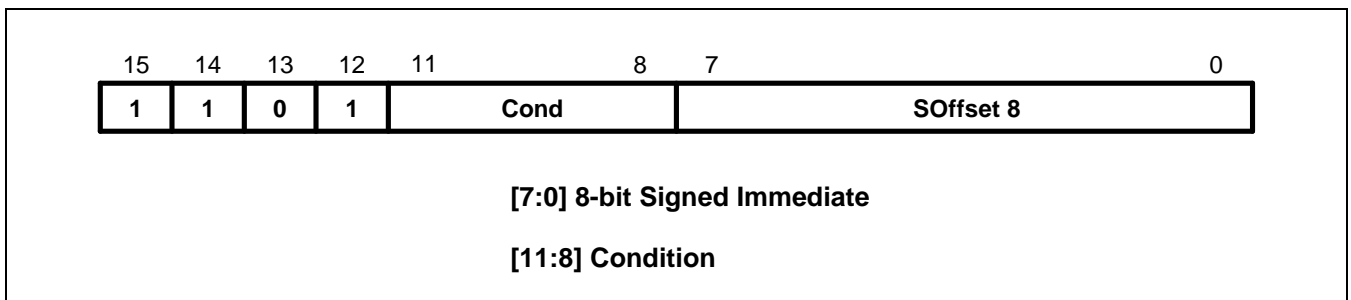 15 14 13 12 11 8 7 0
1 1 0 1 Cond SOffset 8
[7:0] 8-bit Signed Immediate
[11:8] Condition